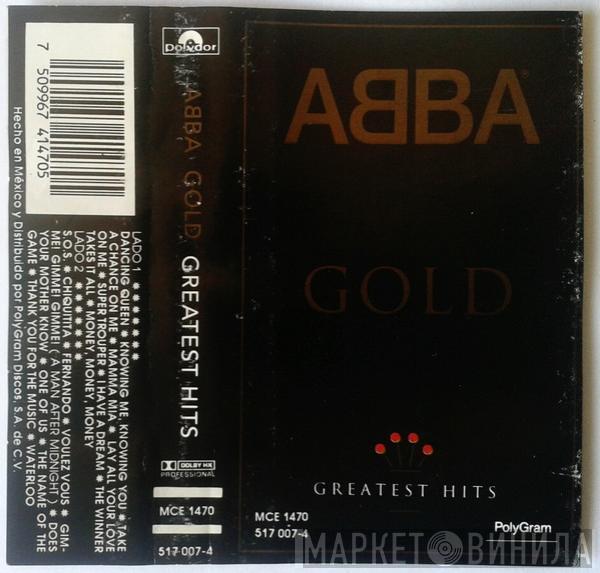 7 509967 414705
Hecho en México y Distribuido por PolyGram Discos, S.A. de C.V.
LADO 1 ✱ ✱ ✱ ✱ ✱ ✱ ✱
DANCING QUEEN ✱ KNOWING ME, KNOWING YOU ✱ TAKE
A CHANCE ON ME ✱ MAMMA MIA ✱ LAY ALL YOUR LOVE
ON ME ✱ SUPER TROUPER ✱ I HAVE A DREAM ✱ THE WINNER
TAKES IT ALL ✱ MONEY, MONEY, MONEY
LADO 2 ✱ ✱ ✱ ✱ ✱ ✱ ✱
S.O.S. ✱ CHIQUITITA ✱ FERNANDO ✱ VOULEZ VOUS ✱ GIM-
ME! GIMME! GIMME! ( A MAN AFTER MIDNIGHT ) ✱ DOES
YOUR MOTHER KNOW ✱ ONE OF US ✱ THE NAME OF THE
GAME ✱ THANK YOU FOR THE MUSIC ✱ WATERLOO
Polydor
ABBA GOLD GREATEST HITS
DOLBY HX
PROFESSIONAL
MCE 1470
517 007-4
ABBA
GOLD
GREATEST HITS
MCE 1470
517 007-4
PolyGram
МАРКЕТ ВИНИЛА